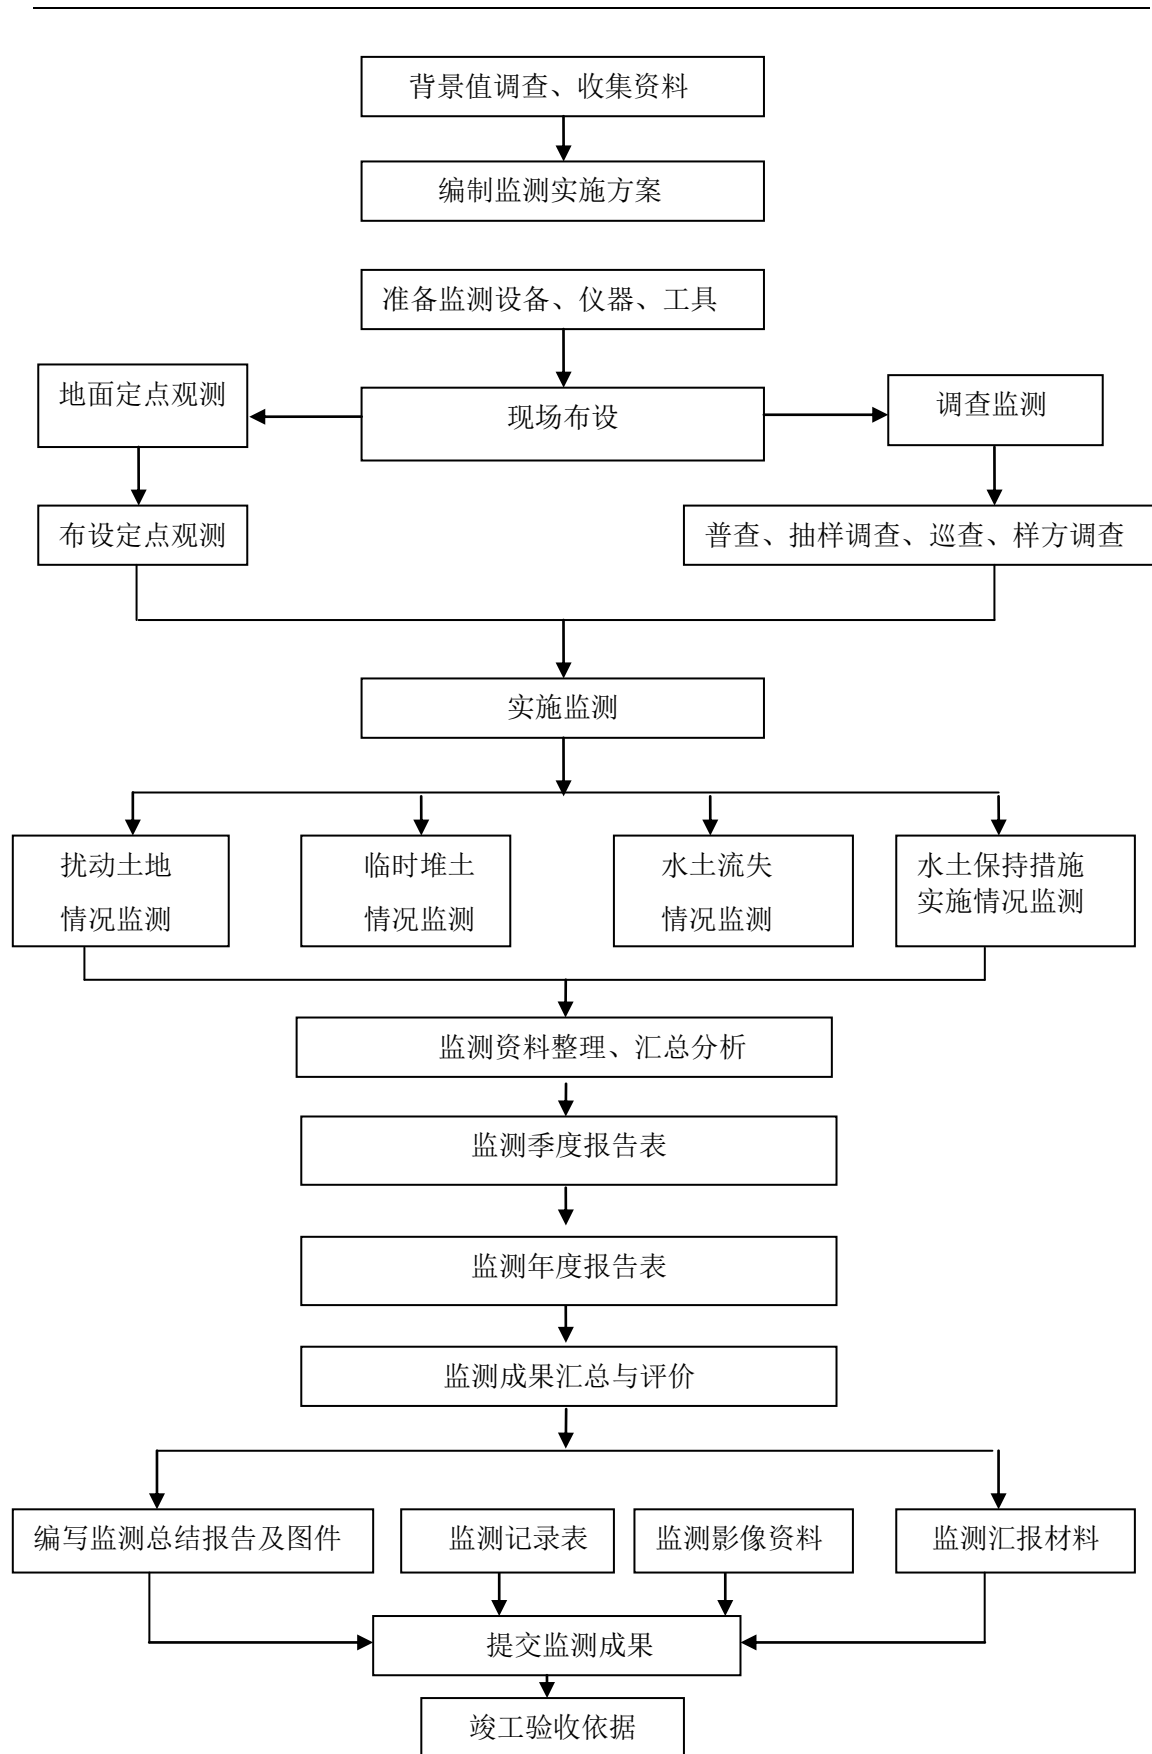 背景值调查、收集资料
编制监测实施方案
准备监测设备、仪器、工具
地面定点观测
现场布设
调查监测
布设定点观测
普查、抽样调查、巡查、样方调查
实施监测
扰动土地
情况监测
临时堆土
情况监测
水土流失
情况监测
水土保持措施
实施情况监测
监测资料整理、汇总分析
监测季度报告表
监测年度报告表
监测成果汇总与评价
编写监测总结报告及图件
监测记录表
监测影像资料
监测汇报材料
提交监测成果
竣工验收依据